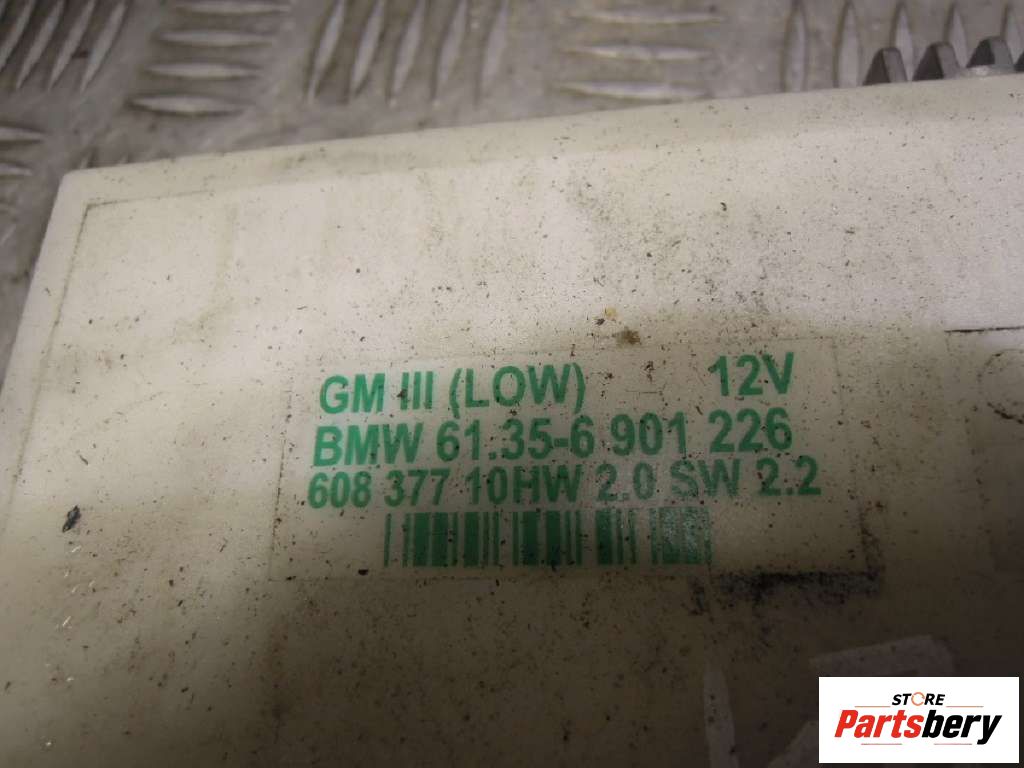 GM III (LOW) 12V
BMW 61.35-6 901 226
608 377 10HW 2.0 SW 2.2
STORE
Partsbery